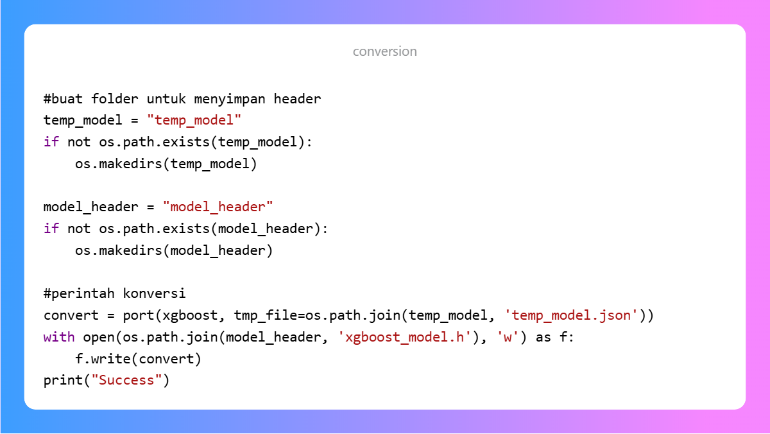 conversion
#buat folder untuk menyimpan header
temp_model = "temp_model"
if not os.path.exists(temp_model):
    os.makedirs(temp_model)
model_header = "model_header"
if not os.path.exists(model_header):
    os.makedirs(model_header)
#perintah konversi
convert = port(xgboost, tmp_file=os.path.join(temp_model, 'temp_model.json'))
with open(os.path.join(model_header, 'xgboost_model.h'), 'w') as f:
    f.write(convert)
print("Success")